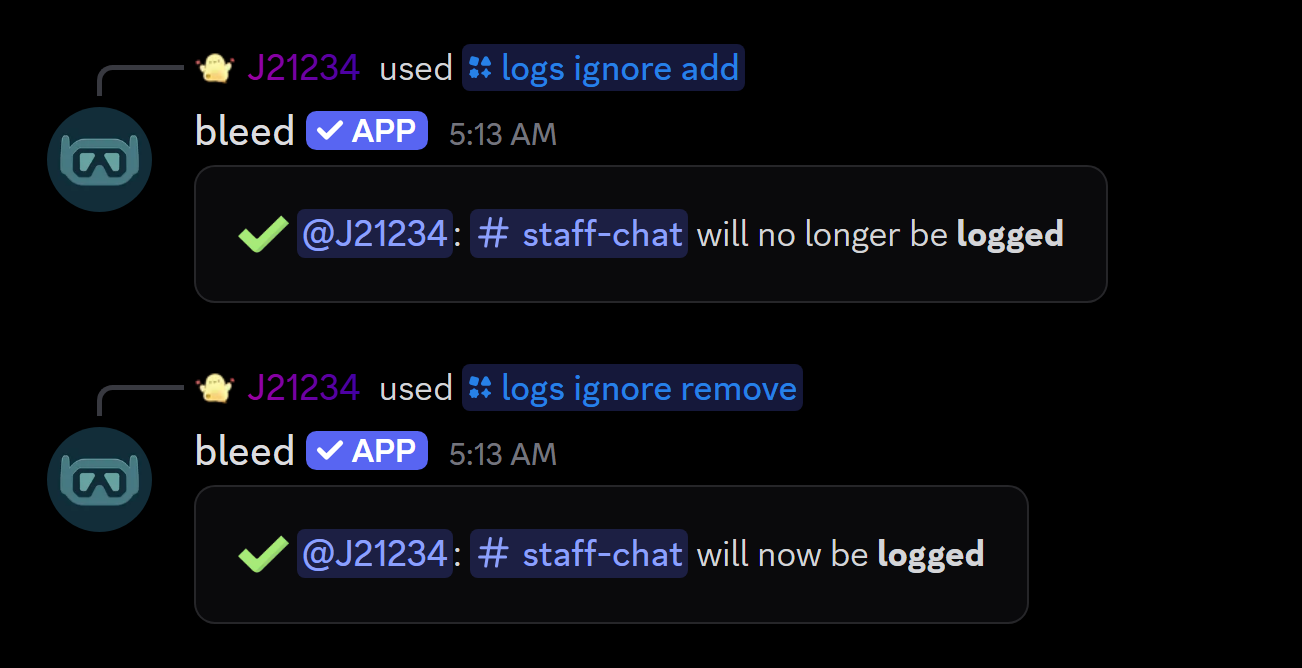 J21234 used logs ignore add
bleed APP 5:13 AM
@J21234: # staff-chat will no longer be logged
J21234 used logs ignore remove
bleed APP 5:13 AM
@J21234: # staff-chat will now be logged